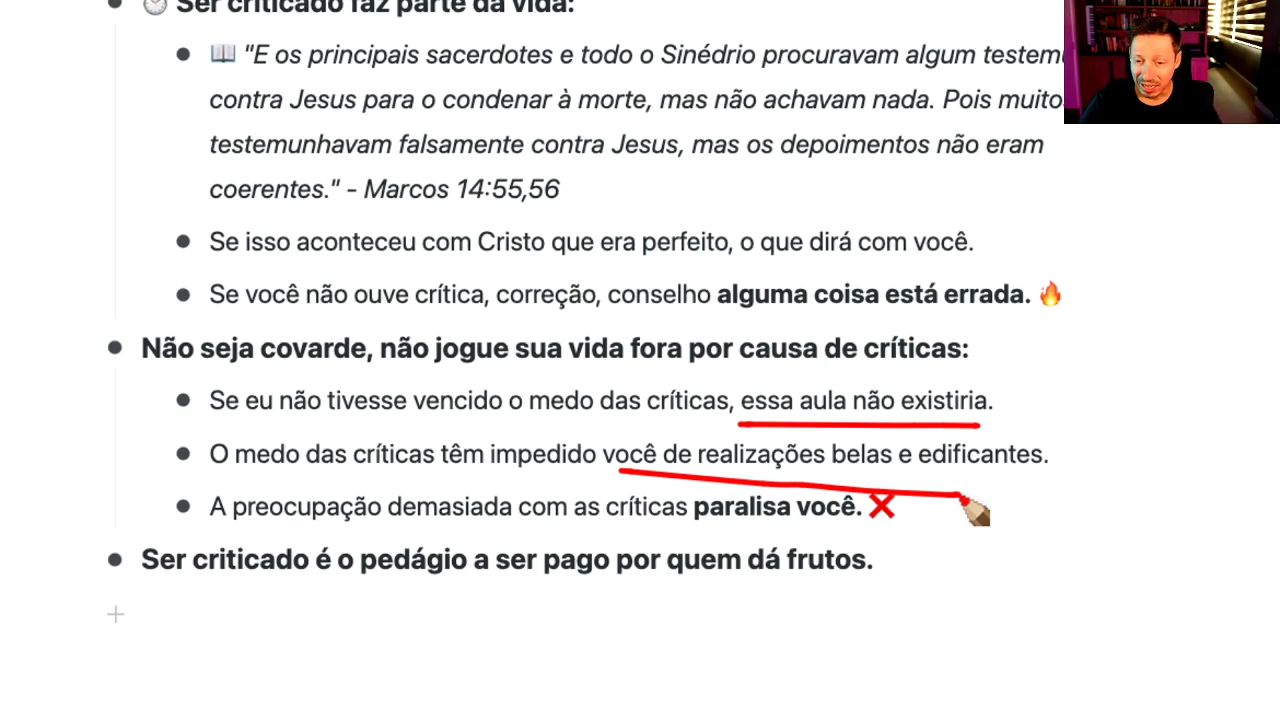 Ser criticado faz parte da vida:
"E os principais sacerdotes e todo o Sinédrio procuravam algum
contra Jesus para o condenar à morte, mas não achavam nada. Pois
testemunhavam falsamente contra Jesus, mas os depoimentos não eram
coerentes." - Marcos 14:55,56
Se isso aconteceu com Cristo que era perfeito, o que dirá com você.
Se você não ouve crítica, correção, conselho alguma coisa está errada. 🔥
Não seja covarde, não jogue sua vida fora por causa de críticas:
Se eu não tivesse vencido o medo das críticas, essa aula não existiria.
O medo das críticas têm impedido você de realizações belas e edificantes.
A preocupação demasiada com as críticas paralisa você. ❌
Ser criticado é o pedágio a ser pago por quem dá frutos.